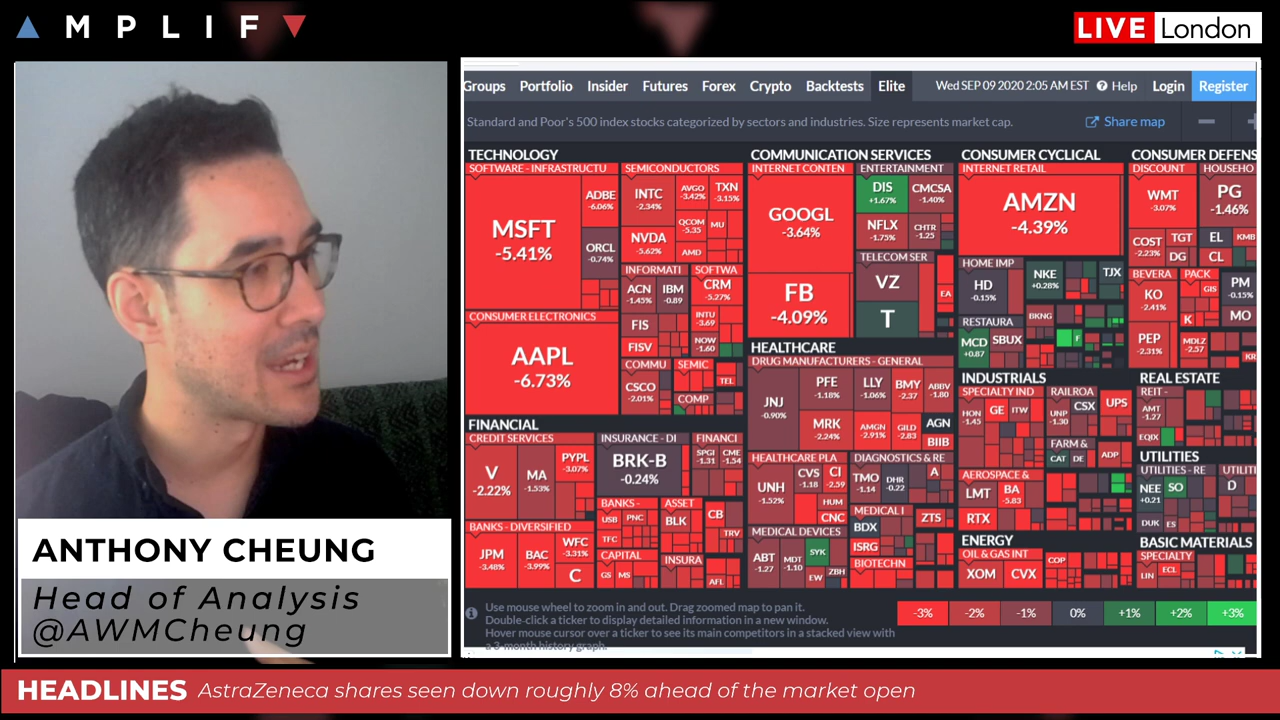 MPLIF
LIVE London
Groups Portfolio Insider Futures Forex Crypto Backtests Elite Wed SEP 09 2020 2:05 AM EST Help Login Register
Standard and Poor's 500 index stocks categorized by sectors and industries. Size represents market cap.
Share map
TECHNOLOGY
SOFTWARE - INFRASTRUCTU
MSFT
-5.41%
ADBE
-6.06%
ORCL
-0.74%
SEMICONDUCTORS
INTC
-2.34%
AVGO
-3.42%
TXN
-3.15%
NVDA
-5.62%
QCOM
-5.35
MU
AMD
INFORMATI
ACN
-1.45%
IBM
-0.89
FIS
FISV
SOFTWA
CRM
-5.27%
INTU
-3.69
NOW
-1.60
CONSUMER ELECTRONICS
AAPL
-6.73%
COMMU
CSCO
-2.01%
SEMIC
TEL
COMP
COMMUNICATION SERVICES
INTERNET CONTEN
GOOGL
-3.64%
FB
-4.09%
ENTERTAINMENT
DIS
+1.67%
CMCSA
-1.40%
NFLX
-1.75%
CHTR
-1.25
TELECOM SER
VZ
T
EA
CONSUMER CYCLICAL
INTERNET RETAIL
AMZN
-4.39%
HOME IMP
HD
-0.15%
NKE
+0.28%
TJX
BKNG
F
RESTAURA
MCD
+0.87
SBUX
CONSUMER DEFENS
DISCOUNT
WMT
-3.07%
COST
-2.23%
TGT
DG
HOUSEHO
PG
-1.46%
EL
KMB
CL
BEVERA
KO
-2.41%
PEP
-2.31%
PACK
GIS
K
MDLZ
-2.57
PM
-0.15%
MO
KR
FINANCIAL
CREDIT SERVICES
V
-2.22%
MA
-1.53%
PYPL
-3.07%
INSURANCE - DI
BRK-B
-0.24%
FINANCI
SPGI
-1.31
CME
-1.54
BANKS - DIVERSIFIED
JPM
-3.48%
BAC
-3.99%
WFC
-3.31%
C
BANKS -
USB
PNC
TFC
CAPITAL
GS
MS
ASSET
BLK
CB
TRV
INSURA
AFL
HEALTHCARE
DRUG MANUFACTURERS - GENERAL
JNJ
-0.90%
PFE
-1.18%
LLY
-1.06%
BMY
-2.37
ABBV
-1.80
MRK
-2.24%
AMGN
-2.91%
GILD
-2.83
AGN
BIIB
HEALTHCARE PLA
UNH
-1.52%
CVS
-1.18
CI
-2.59
HUM
CNC
DIAGNOSTICS & RE
TMO
-1.14
DHR
-0.22
A
MEDICAL DEVICES
ABT
-1.27
MDT
-1.10
SYK
EW
ZBH
MEDICAL I
BDX
ISRG
ZTS
BIOTECHN
INDUSTRIALS
SPECIALTY IND
HON
-1.45
GE
ITW
RAILROA
UNP
-1.30
CSX
UPS
FARM &
CAT
DE
ADP
AEROSPACE &
LMT
BA
-5.83
RTX
ENERGY
OIL & GAS INT
XOM
CVX
COP
REAL ESTATE
REIT -
AMT
-1.27
EQIX
UTILITIES
UTILITIES - RE
NEE
+0.21
SO
DUK
ES
UTILITI
D
BASIC MATERIALS
SPECIALTY
LIN
ECL
Use mouse wheel to zoom in and out. Drag zoomed map to pan it.
Double-click a ticker to display detailed information in a new window.
Hover mouse cursor over a ticker to see its main competitors in a stacked view with
a 3-month history graph.
-3% -2% -1% 0% +1% +2% +3%
ANTHONY CHEUNG
Head of Analysis
@AWMCheung
HEADLINES AstraZeneca shares seen down roughly 8% ahead of the market open